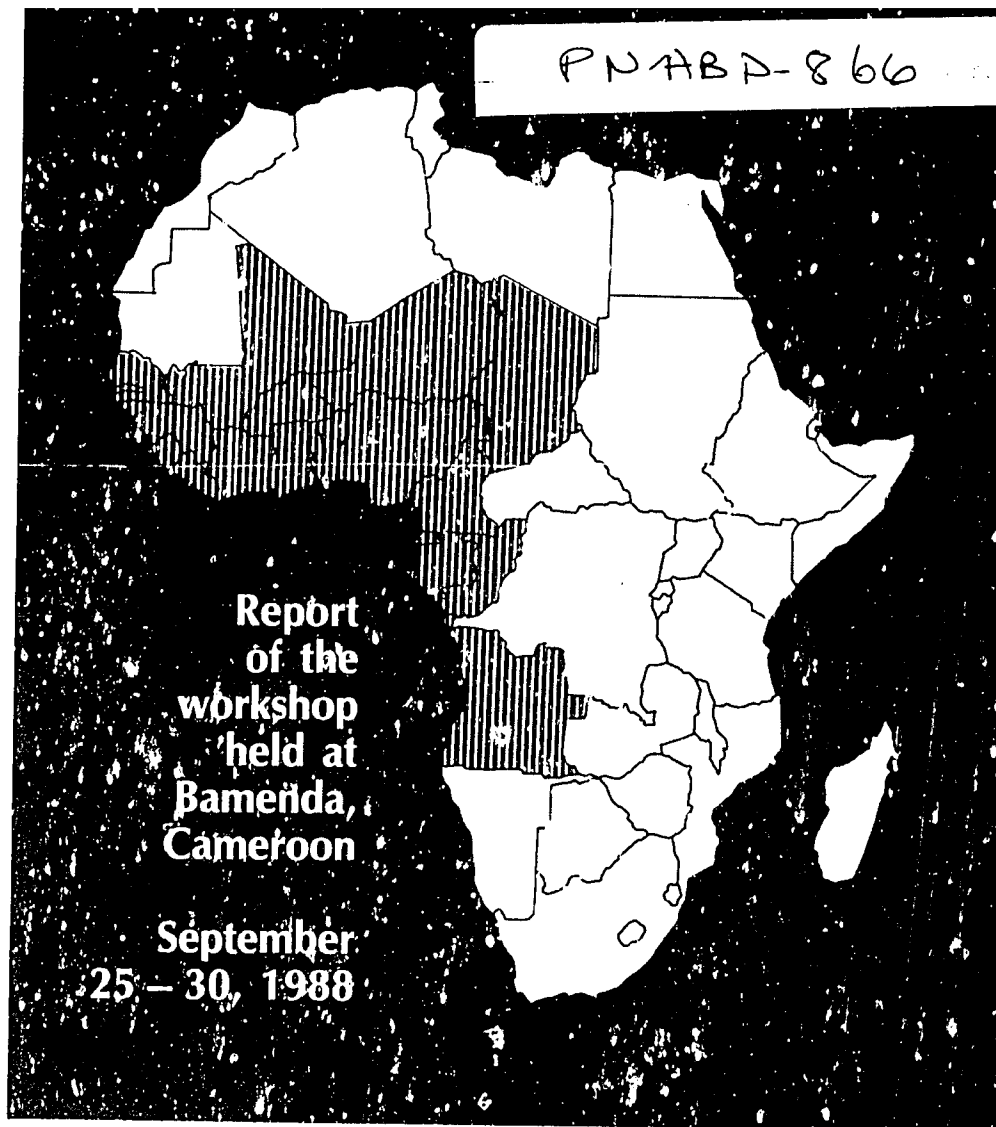 PNABD-866
Report
of the
workshop
held at
Bamenda,
Cameroon
September
25 – 30, 1988